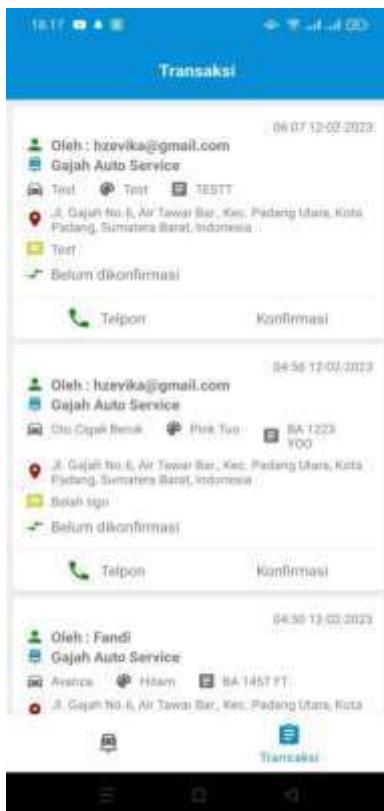 Transaksi
06:07 12-02-2023
Oleh : hzevika@gmail.com
Gajah Auto Service
Test Test TESTT
Jl. Gajah No.6, Air Tawar Bar., Kec. Padang Utara, Kota
Padang, Sumatera Barat, Indonesia
Test
Belum dikonfirmasi
Telpon Konfirmasi
04:56 12-02-2023
Oleh : hzevika@gmail.com
Gajah Auto Service
Oto Cigak Beruk Pink Tuo BA 1223
YOO
Jl. Gajah No.6, Air Tawar Bar., Kec. Padang Utara, Kota
Padang, Sumatera Barat, Indonesia
Belah tigo
Belum dikonfirmasi
Telpon Konfirmasi
04:50 12-02-2023
Oleh : Fandi
Gajah Auto Service
Avanza Hitam BA 1457 FT
Jl. Gajah No.6, Air Tawar Bar., Kec. Padang Utara, Kota
Transaksi